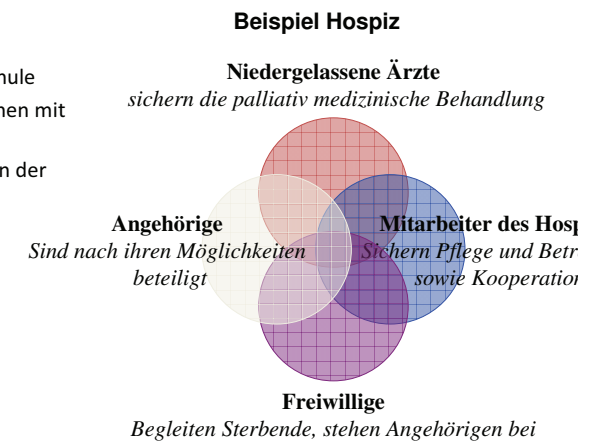 Beispiel Hospiz
Niedergelassene Ärzte
sichern die palliativ medizinische Behandlung
Angehörige
Sind nach ihren Möglichkeiten
beteiligt
Mitarbeiter des Hosp
Sichern Pflege und Betr
sowie Kooperation
Freiwillige
Begleiten Sterbende, stehen Angehörigen bei
hule
nen mit
n der